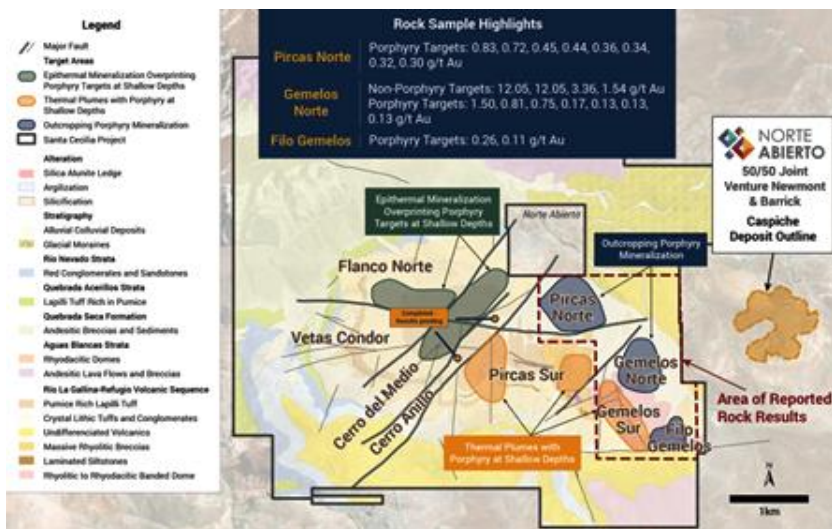 Legend
Major Fault
Target Areas
Epithermal Mineralization
Overprinting
Porphyry Targets at Shallow Depths
Thermal Plumes with Porphyry at
Shallow Depths
Outcropping Porphyry Mineralization
Santa Cecilia Project
Alteration
Silica Alunite Ledge
Argilization
Silicification
Stratigraphy
Alluvial Colluvial Deposits
Glacial Moraines
Río Nevado Strata
Red Conglomerates and Sandstones
Quebrada Acerillos Strata
Lapilli Tuff Rich in Pumice
Quebrada Seca Formation
Andesitic Breccias and Sediments
Aguas Blancas Strata
Rhyodacitic Domes
Andesitic Lava Flows and Breccias
Río La Gallina-Refugio Volcanic Sequence
Pumice Rich Lapilli Tuff
Crystal Lithic Tuffs and Conglomerates
Undifferenciated Volcanics
Massive Rhyolitic Breccias
Laminated Siltstones
Rhyolitic to Rhyodacitic Banded Dome
Rock Sample Highlights
Pircas Norte
Porphyry Targets: 0.83, 0.72, 0.45, 0.44, 0.36, 0.34,
0.32, 0.30 g/t Au
Gemelos
Norte
Non-Porphyry Targets: 12.05, 12.05, 3.36, 1.54 g/t Au
Porphyry Targets: 1.50, 0.81, 0.75, 0.17, 0.13, 0.13,
0.13 g/t Au
Filo Gemelos
Porphyry Targets: 0.26, 0.11 g/t Au
NORTE
ABIERTO
50/50 Joint
Venture Newmont
& Barrick
Caspiche
Deposit Outline
Epithermal Mineralization
Overprinting Porphyry
Targets at Shallow Depths
Norte Abierto
Outcropping Porphyry
Mineralization
Flanco Norte
Pircas
Norte
Completed -
Results pending
Vetas Condor
Pircas Sur
Gemelos
Norte
Cerro del Medio
Cerro Anillo
Gemelos
Sur
Filo
Gemelos
Area of Reported
Rock Results
Thermal Plumes with
Porphyry at Shallow Depths
N
1km